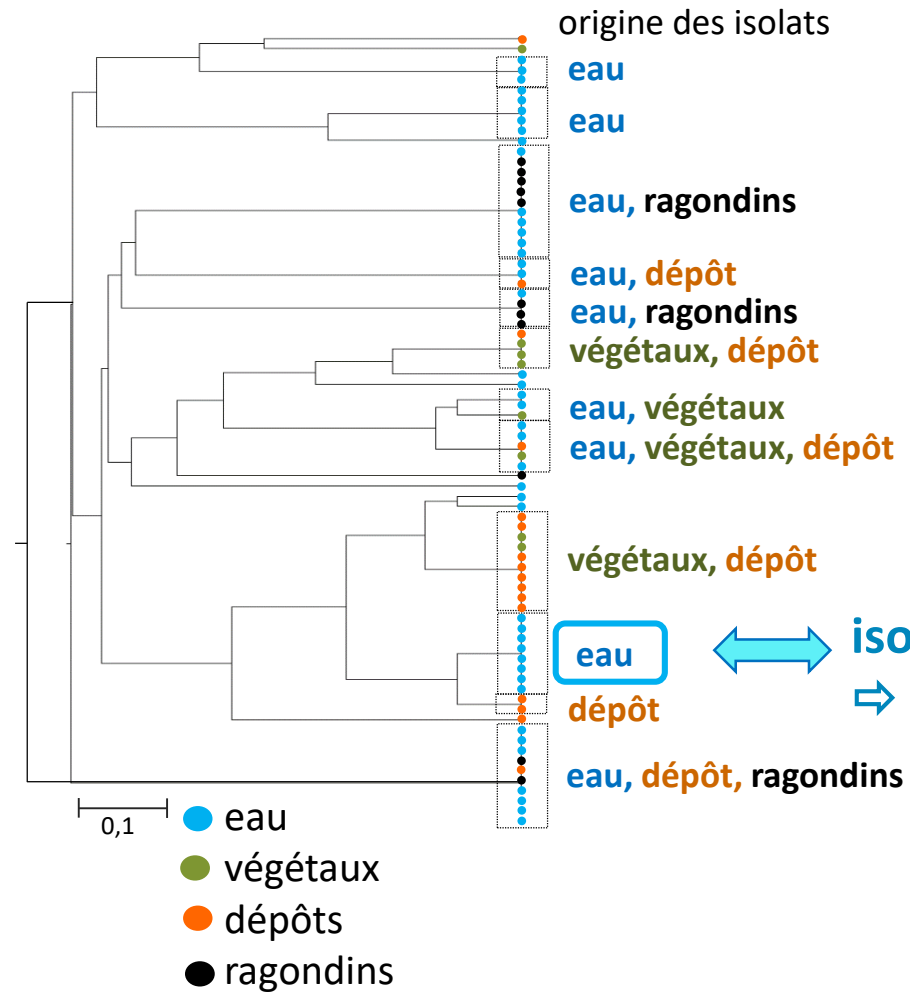 origine des isolats
eau
eau
eau, ragondins
eau, dépôt
eau, ragondins
végétaux, dépôt
eau, végétaux
eau, végétaux, dépôt
végétaux, dépôt
eau
iso
dépôt
eau, dépôt, ragondins
0,1
eau
végétaux
dépôts
ragondins